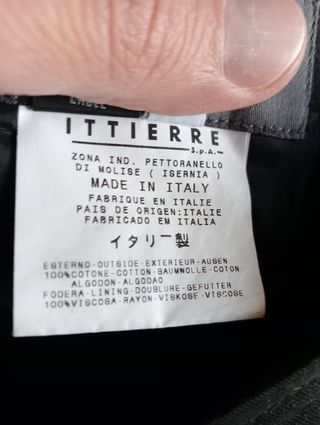 ITTIERRE
S.p.A.
ZONA IND. PETTORANELLO
DI MOLISE ( ISERNIA )
MADE IN ITALY
FABRIQUE EN ITALIE
PAIS DE ORIGEN:ITALIE
FABRICADO EM ITALIA
イタリー製
ESTERNO-OUTSIDE-EXTERIEUR-AUSEN
100%COTONE-COTTON-BAUMWOLLE-COTON
ALGODON-ALGODAO
FODERA-LINING-DOUBLURE-GEFUTTER
100%VISCOSA-RAYON-VISKOSE-VISCOSE